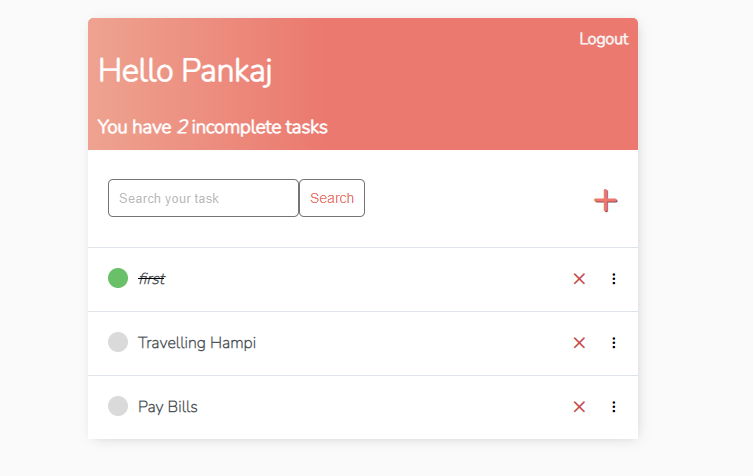 Logout
Hello Pankaj
You have 2 incomplete tasks
Search your task Search
first
Travelling Hampi
Pay Bills